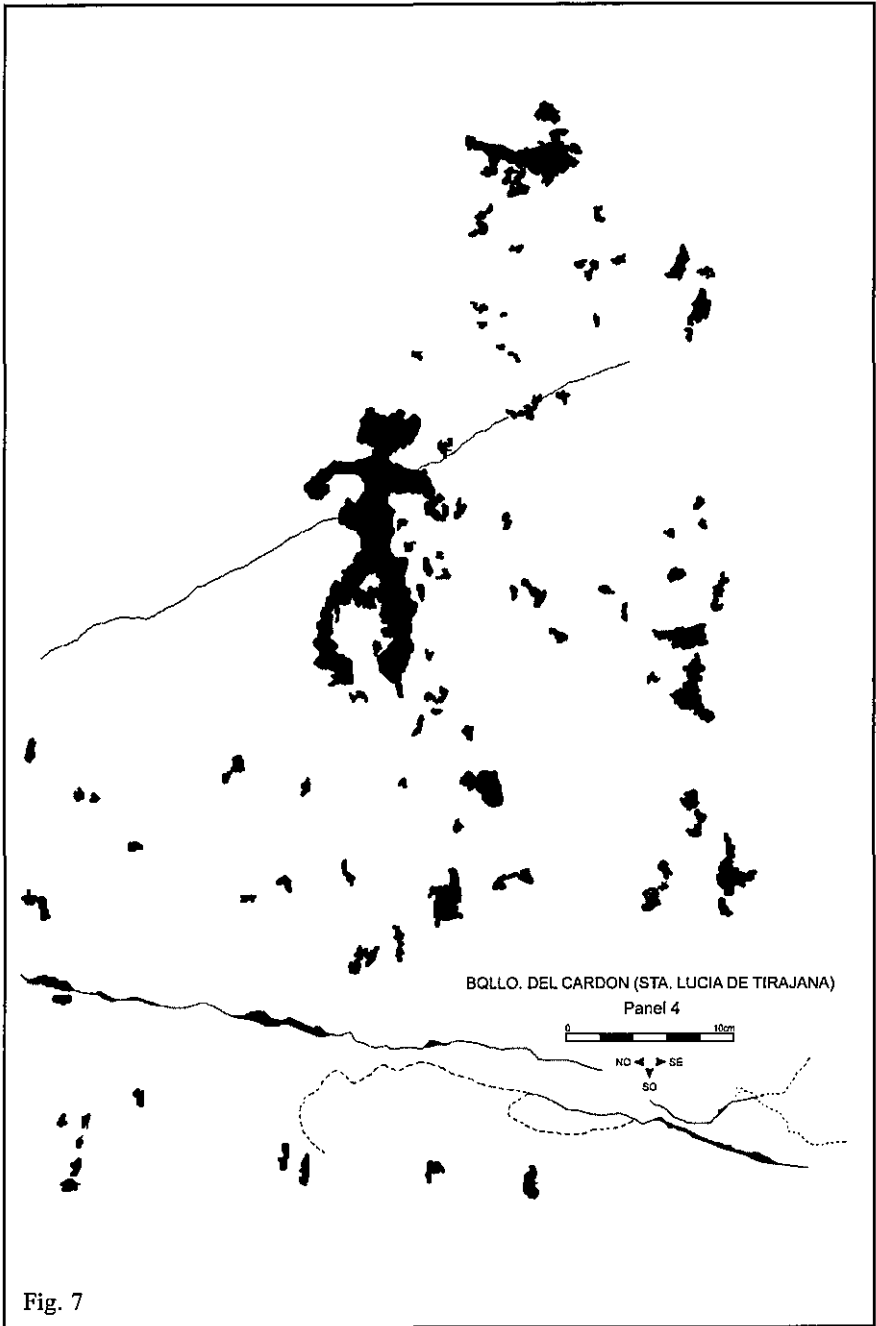 BQLLO. DEL CARDON (STA. LUCIA DE TIRAJANA)
Panel 4
0 10cm
NO SE
SO
Fig. 7